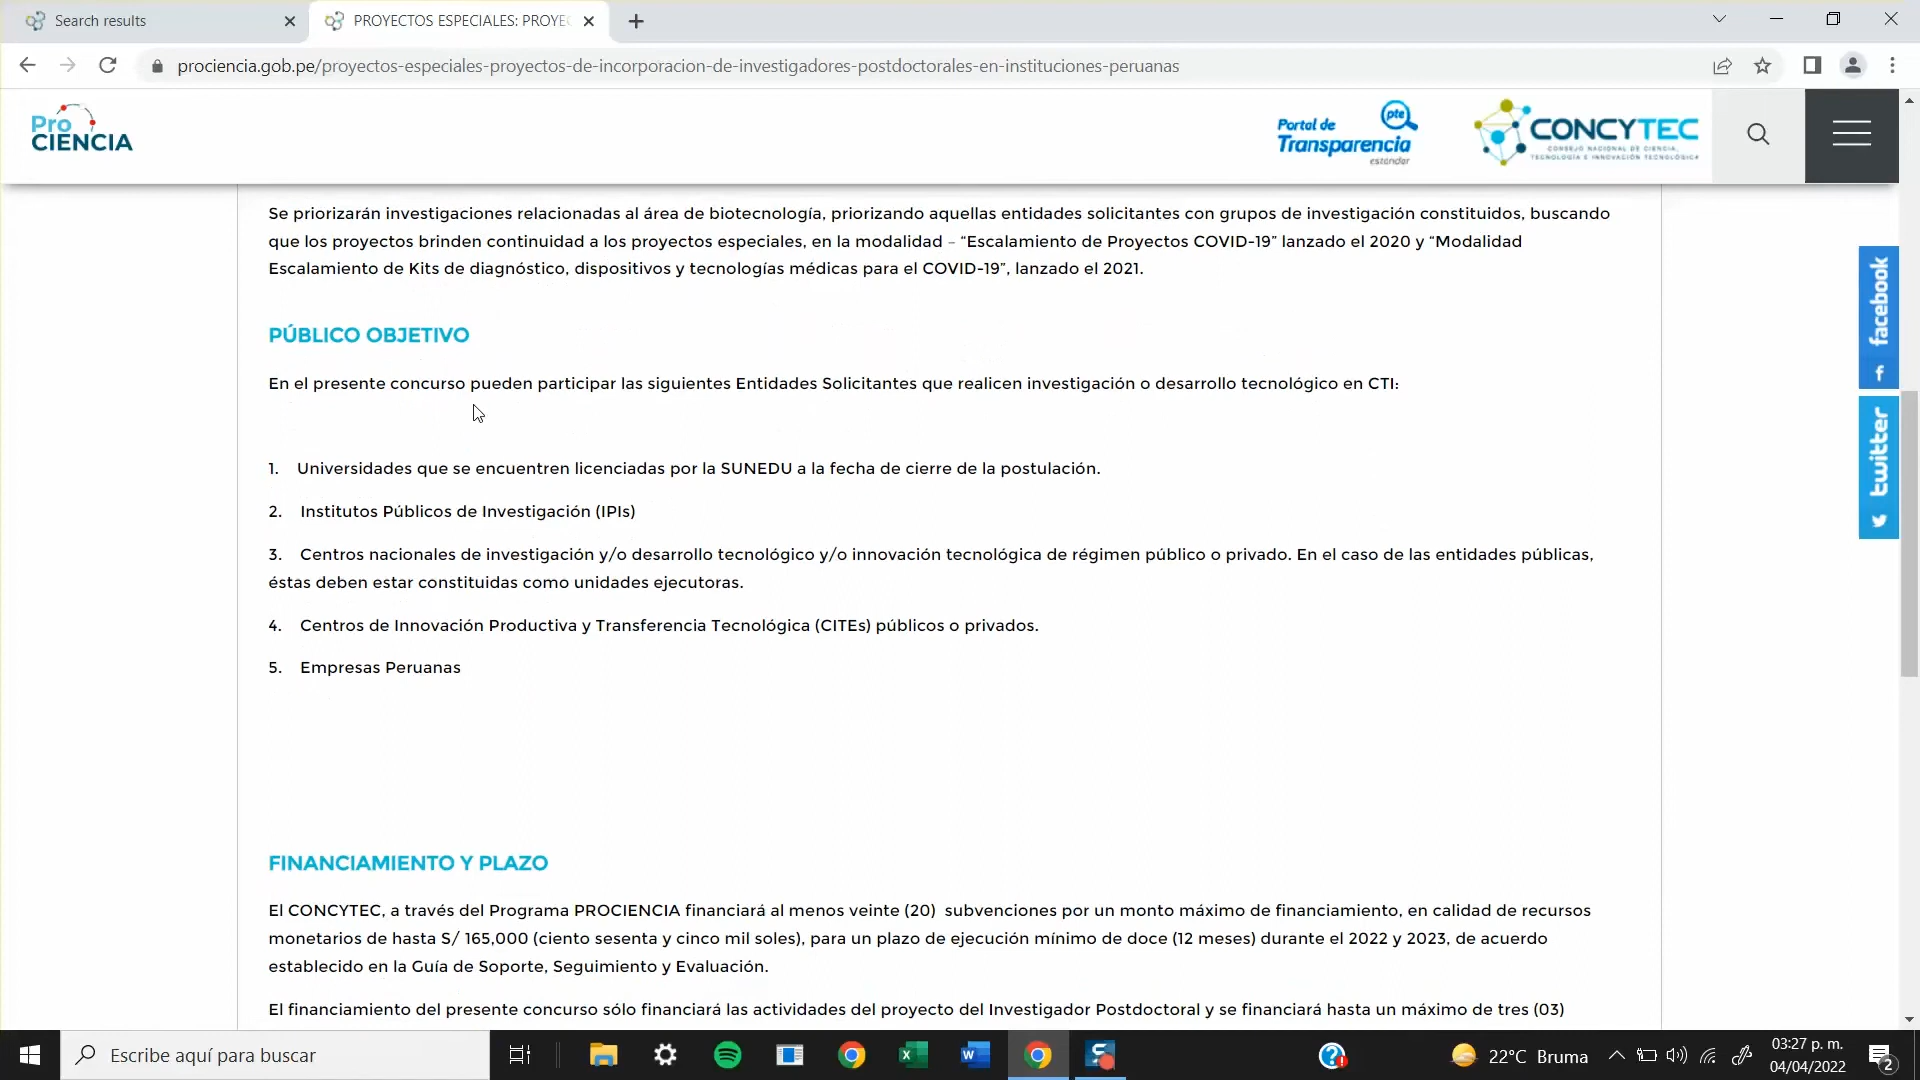 Search results
PROYECTOS ESPECIALES: PROYEC
prociencia.gob.pe/proyectos-especiales-proyectos-de-incorporacion-de-investigadores-postdoctorales-en-instituciones-peruanas
Pro
CIENCIA
Portal de
Transparencia
estándar
pte
CONCYTEC
CONSEJO NACIONAL DE CIENCIA,
TECNOLOGÍA E INNOVACIÓN TECNOLÓGICA
Se priorizarán investigaciones relacionadas al área de biotecnología, priorizando aquellas entidades solicitantes con grupos de investigación constituidos, buscando
que los proyectos brinden continuidad a los proyectos especiales, en la modalidad – “Escalamiento de Proyectos COVID-19” lanzado el 2020 y “Modalidad
Escalamiento de Kits de diagnóstico, dispositivos y tecnologías médicas para el COVID-19”, lanzado el 2021.
PÚBLICO OBJETIVO
En el presente concurso pueden participar las siguientes Entidades Solicitantes que realicen investigación o desarrollo tecnológico en CTI:
1. Universidades que se encuentren licenciadas por la SUNEDU a la fecha de cierre de la postulación.
2. Institutos Públicos de Investigación (IPIs)
3. Centros nacionales de investigación y/o desarrollo tecnológico y/o innovación tecnológica de régimen público o privado. En el caso de las entidades públicas,
éstas deben estar constituidas como unidades ejecutoras.
4. Centros de Innovación Productiva y Transferencia Tecnológica (CITEs) públicos o privados.
5. Empresas Peruanas
FINANCIAMIENTO Y PLAZO
El CONCYTEC, a través del Programa PROCIENCIA financiará al menos veinte (20) subvenciones por un monto máximo de financiamiento, en calidad de recursos
monetarios de hasta S/ 165,000 (ciento sesenta y cinco mil soles), para un plazo de ejecución mínimo de doce (12 meses) durante el 2022 y 2023, de acuerdo
establecido en la Guía de Soporte, Seguimiento y Evaluación.
El financiamiento del presente concurso sólo financiará las actividades del proyecto del Investigador Postdoctoral y se financiará hasta un máximo de tres (03)
facebook
twitter
Escribe aquí para buscar
22°C Bruma
03:27 p. m.
04/04/2022
2